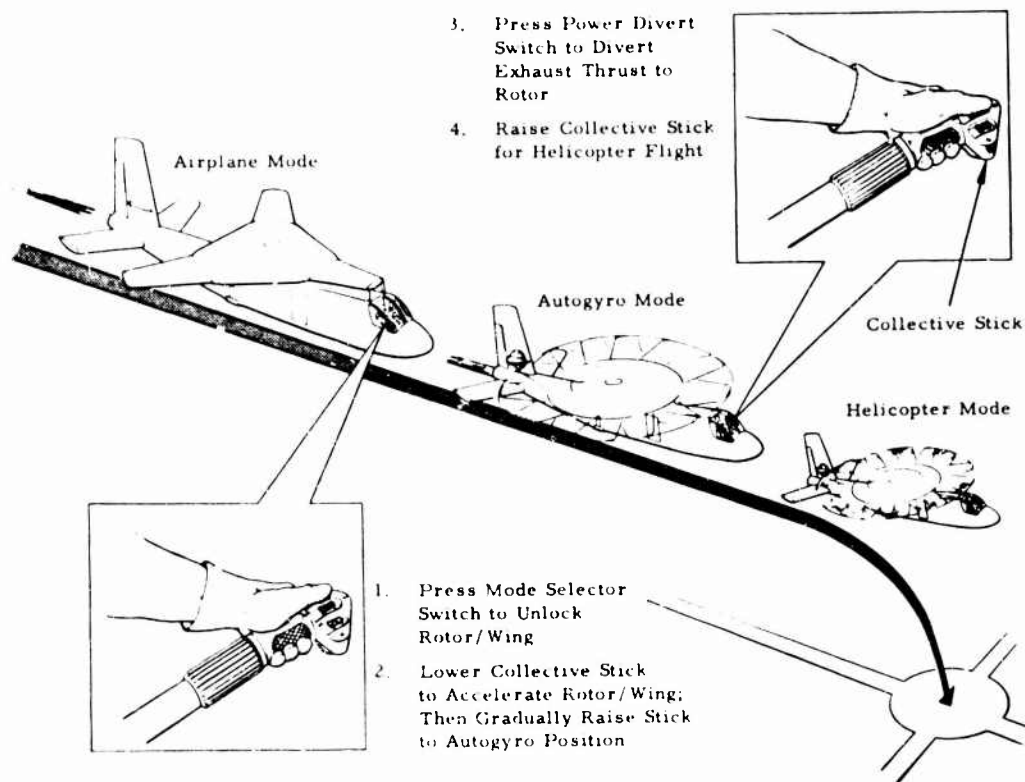 3. Press Power Divert
Switch to Divert
Exhaust Thrust to
Rotor
4. Raise Collective Stick
for Helicopter Flight
Airplane Mode
Autogyro Mode
Collective Stick
Helicopter Mode
1. Press Mode Selector
Switch to Unlock
Rotor/Wing
2. Lower Collective Stick
to Accelerate Rotor/Wing;
Then Gradually Raise Stick
to Autogyro Position